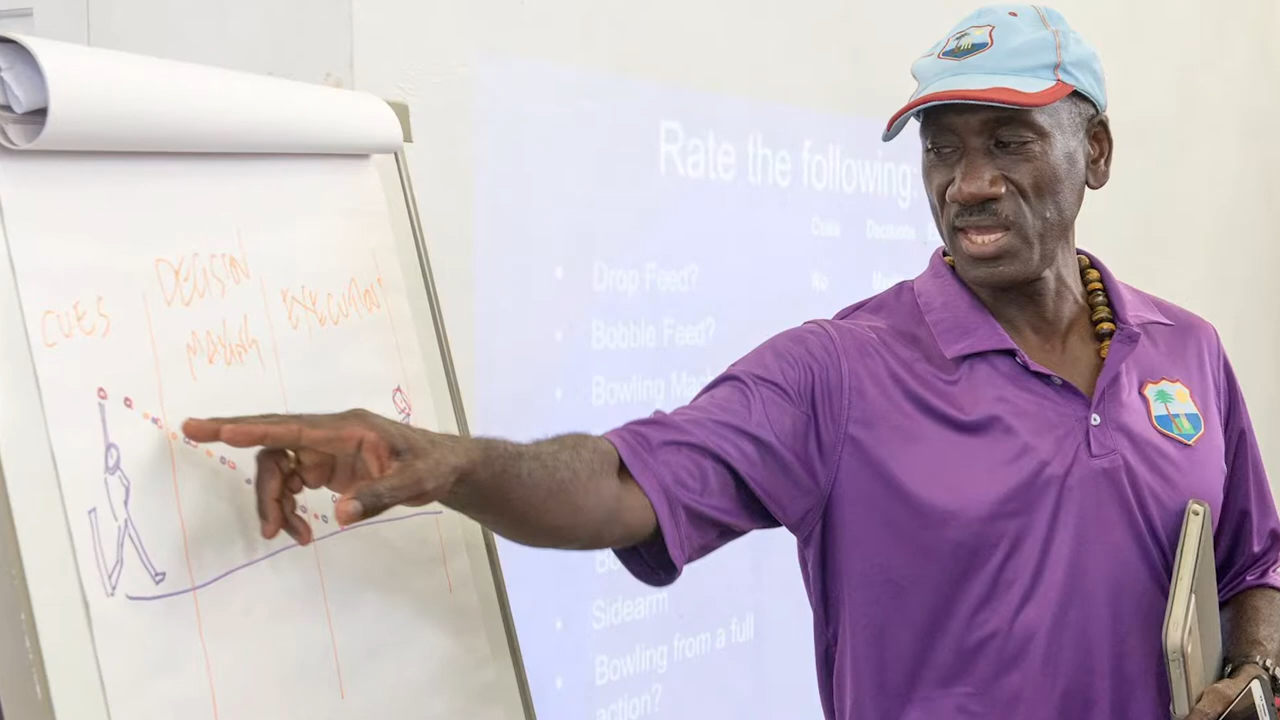 CUES
DECISION
MAKING
EXECUTION
Rate the following:
Cues Decisions
Drop Feed? No
Bobble Feed?
Bowling
Sidearm
Bowling from a full
action?